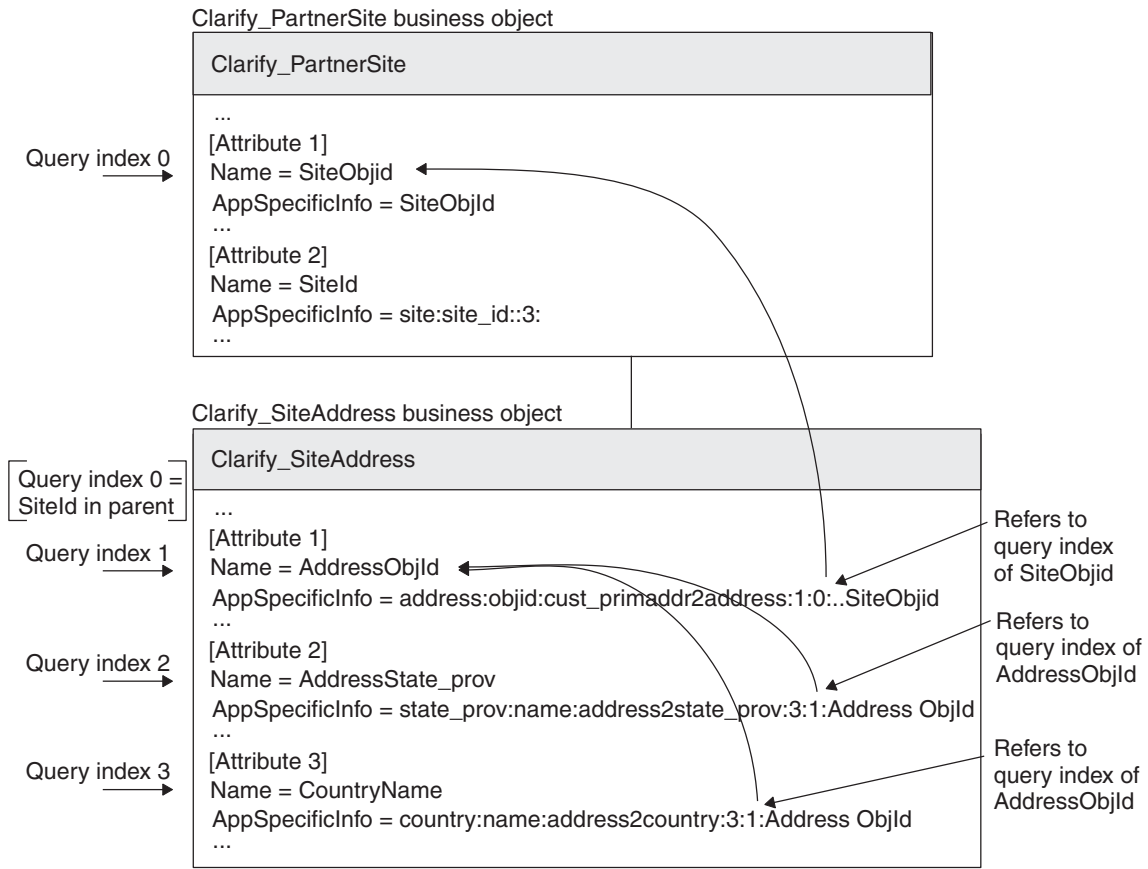 Clarify_PartnerSite business object
Clarify_PartnerSite
...
[Attribute 1]
Query index 0
Name = SiteObjid
AppSpecificInfo = SiteObjId
...
[Attribute 2]
Name = SiteId
AppSpecificInfo = site:site_id::3:
...
Clarify_SiteAddress business object
Clarify_SiteAddress
Query index 0 =
SiteId in parent
...
[Attribute 1]
Query index 1
Name = AddressObjId
AppSpecificInfo = address:objid:cust_primaddr2address:1:0:..SiteObjid
...
Refers to
query index
of SiteObjid
[Attribute 2]
Query index 2
Name = AddressState_prov
AppSpecificInfo = state_prov:name:address2state_prov:3:1:Address ObjId
...
Refers to
query index of
AddressObjId
[Attribute 3]
Query index 3
Name = CountryName
AppSpecificInfo = country:name:address2country:3:1:Address ObjId
...
Refers to
query index of
AddressObjId